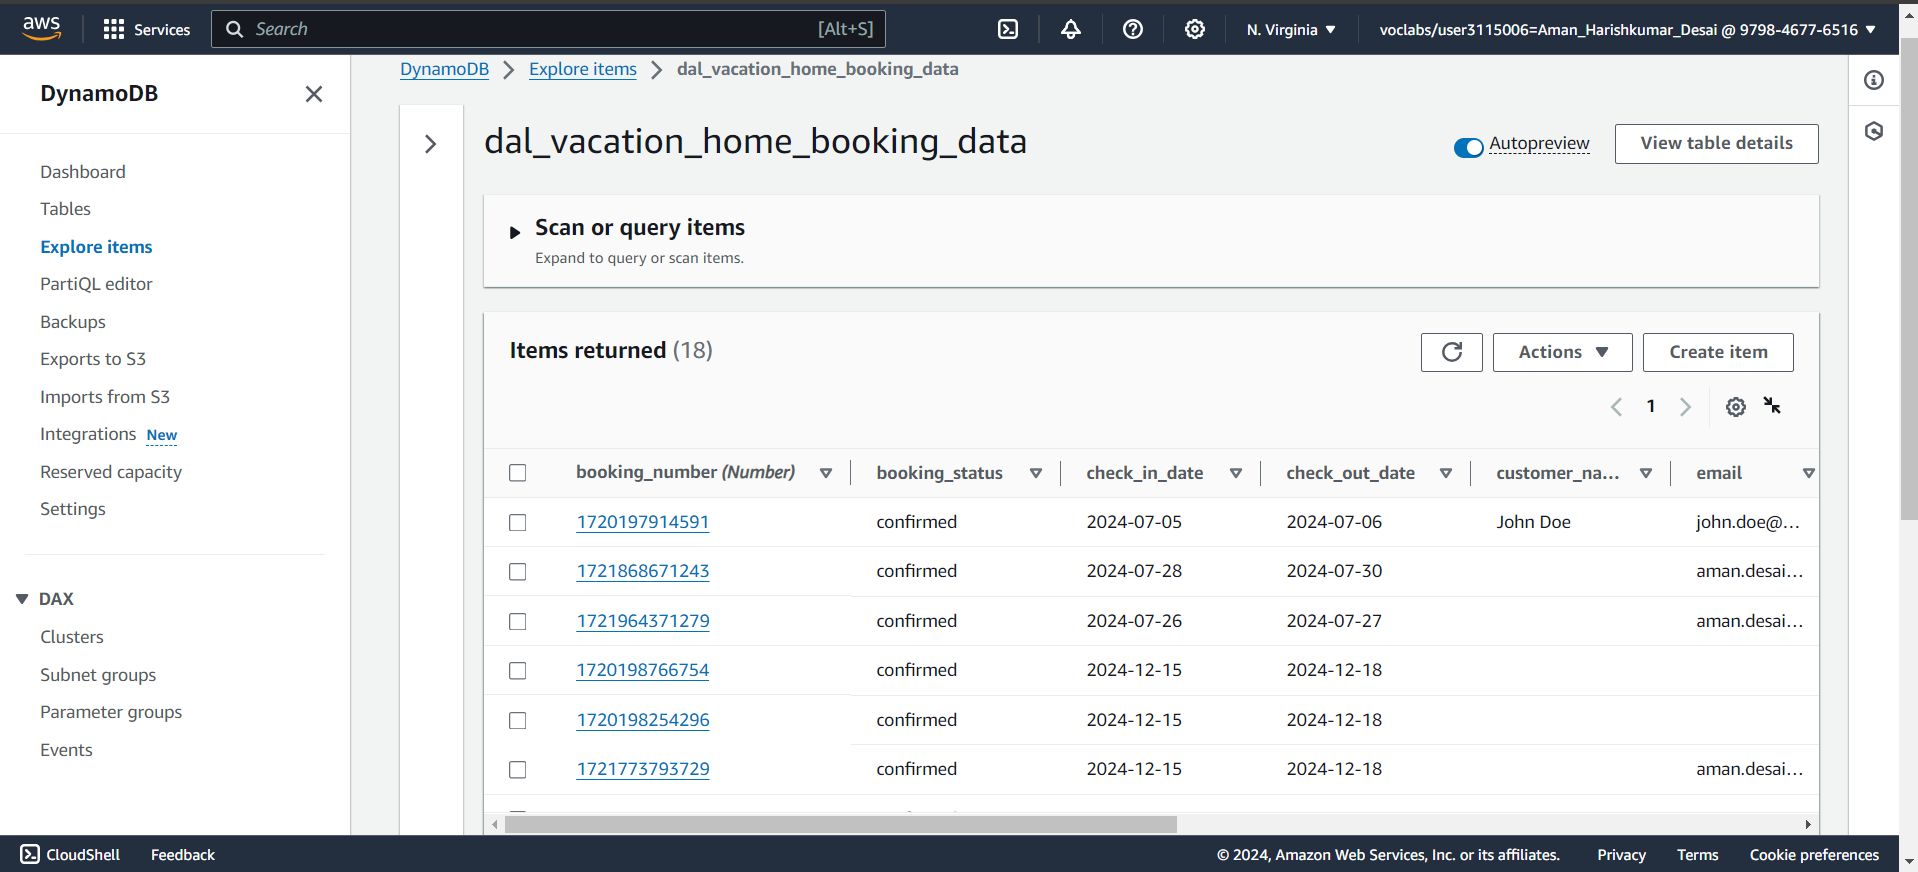 aws Services Search [Alt+S] N. Virginia voclabs/user3115006=Aman_Harishkumar_Desai @ 9798-4677-6516
DynamoDB
Dashboard
Tables
Explore items
PartiQL editor
Backups
Exports to S3
Imports from S3
Integrations New
Reserved capacity
Settings
DAX
Clusters
Subnet groups
Parameter groups
Events
DynamoDB Explore items dal_vacation_home_booking_data
dal_vacation_home_booking_data
Autopreview View table details
Scan or query items
Expand to query or scan items.
Items returned (18)
Actions Create item
1
booking_number (Number) booking_status check_in_date check_out_date customer_na... email
1720197914591 confirmed 2024-07-05 2024-07-06 John Doe john.doe@...
1721868671243 confirmed 2024-07-28 2024-07-30 aman.desai...
1721964371279 confirmed 2024-07-26 2024-07-27 aman.desai...
1720198766754 confirmed 2024-12-15 2024-12-18
1720198254296 confirmed 2024-12-15 2024-12-18
1721773793729 confirmed 2024-12-15 2024-12-18 aman.desai...
CloudShell Feedback © 2024, Amazon Web Services, Inc. or its affiliates. Privacy Terms Cookie preferences